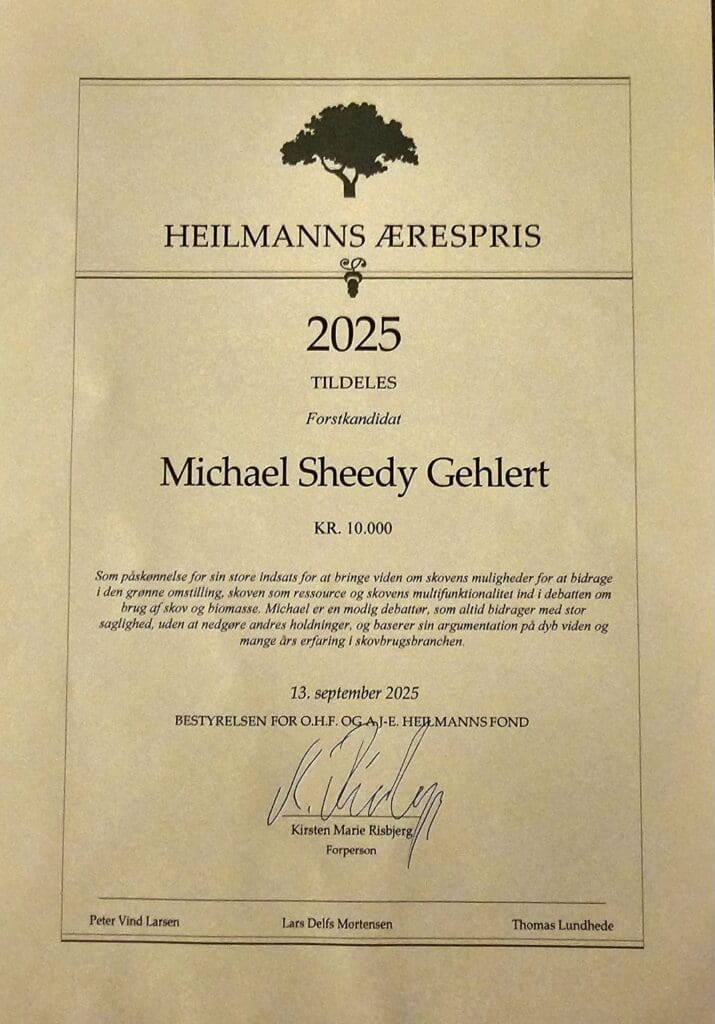 HEILMANNS ÆRESPRIS
2025
TILDELES
Forstkandidat
Michael Sheedy Gehlert
KR. 10.000
Som påskønnelse for sin store indsats for at bringe viden om skovens muligheder for at bidrage
i den grønne omstilling, skoven som ressource og skovens multifunktionalitet ind i debatten om
brug af skov og biomasse. Michael er en modig debattør, som altid bidrager med stor
saglighed, uden at nedgøre andres holdninger, og baserer sin argumentation på dyb viden og
mange års erfaring i skovbrugsbranchen.
13. september 2025
BESTYRELSEN FOR O.H.F. OG A.J-E. HEILMANNS FOND
Kirsten Marie Risbjerg
Forperson
Peter Vind Larsen Lars Delfs Mortensen Thomas Lundhede